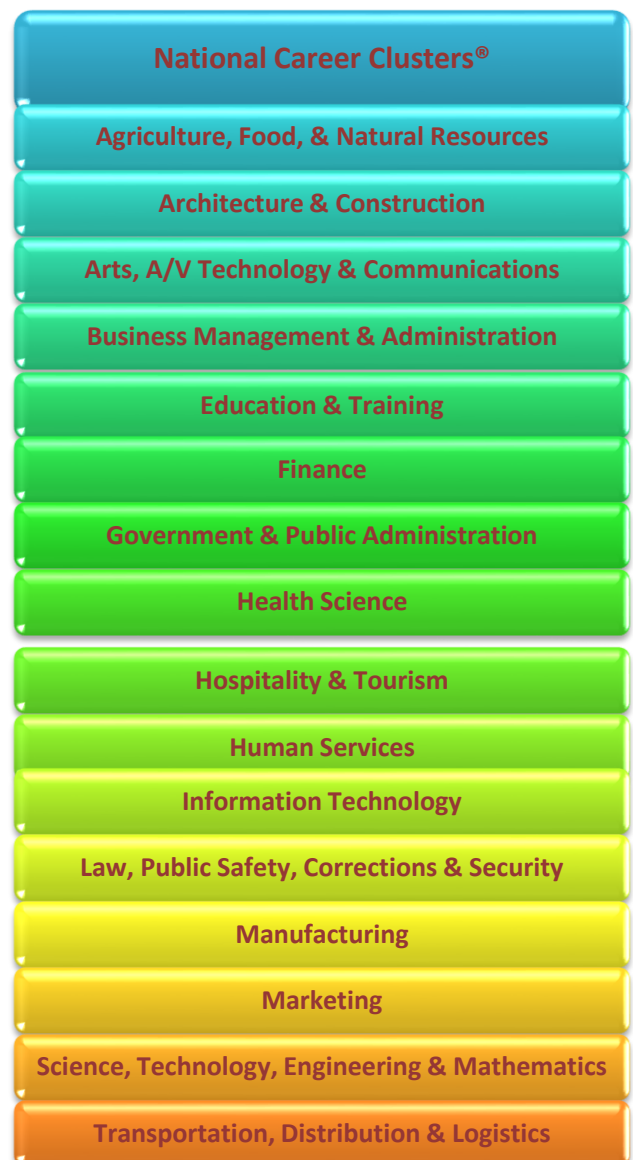 National Career Clusters®
Agriculture, Food, & Natural Resources
Architecture & Construction
Arts, A/V Technology & Communications
Business Management & Administration
Education & Training
Finance
Government & Public Administration
Health Science
Hospitality & Tourism
Human Services
Information Technology
Law, Public Safety, Corrections & Security
Manufacturing
Marketing
Science, Technology, Engineering & Mathematics
Transportation, Distribution & Logistics